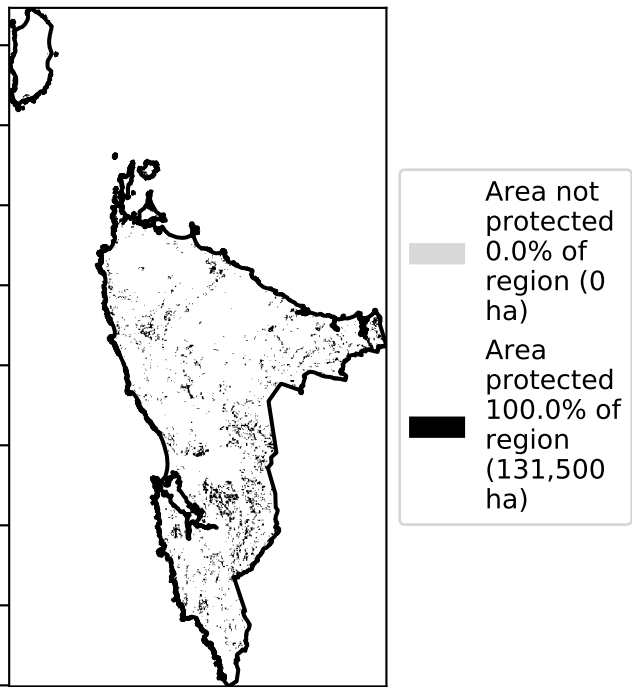 Area not
protected
0.0% of
region (0
ha)
Area
protected
100.0% of
region
(131,500
ha)